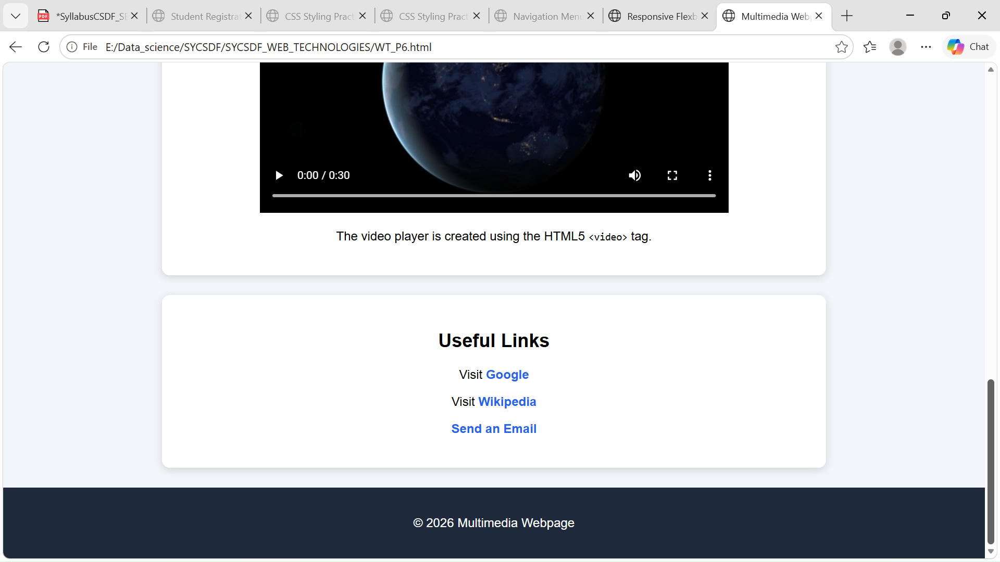 *SyllabusCSDF_SE
Student Registrat
CSS Styling Pract
CSS Styling Pract
Navigation Menu
Responsive Flexb
Multimedia Web
File E:/Data_science/SYCSDF/SYCSDF_WEB_TECHNOLOGIES/WT_P6.html
Chat
0:00 / 0:30
The video player is created using the HTML5 <video> tag.
Useful Links
Visit Google
Visit Wikipedia
Send an Email
© 2026 Multimedia Webpage